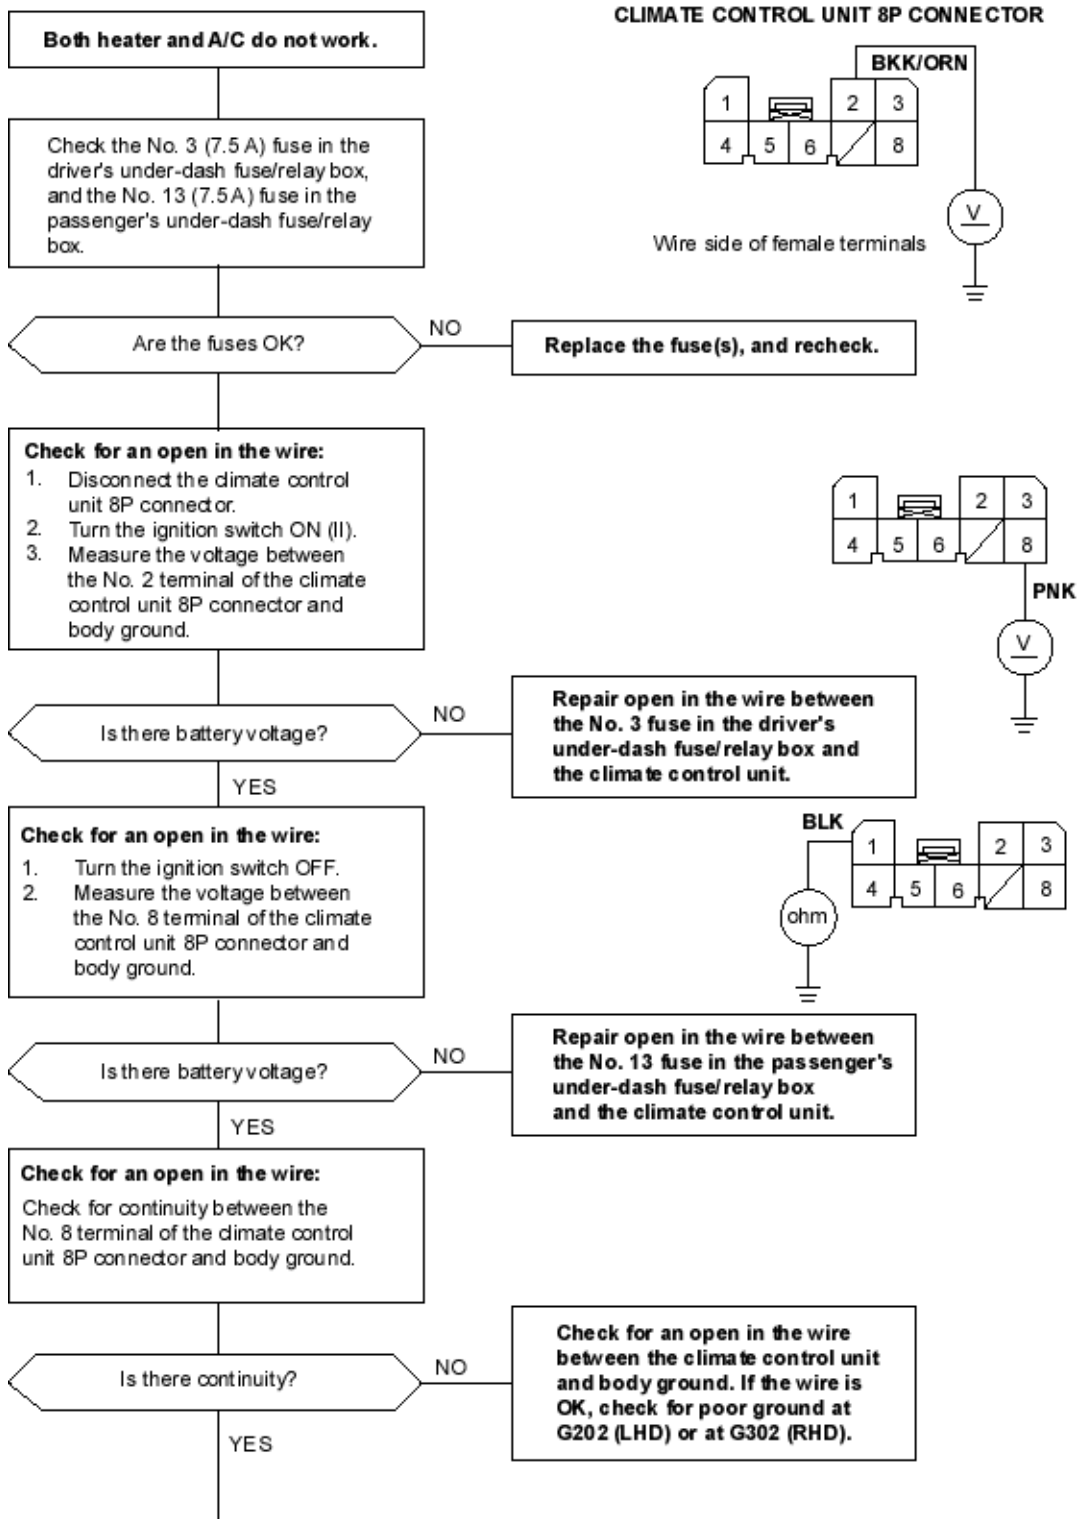 CLIMATE CONTROL UNIT 8P CONNECTOR
Both heater and A/C do not work.
BKK/ORN
1
2
3
4
5
6
8
V
Wire side of female terminals
Check the No. 3 (7.5 A) fuse in the
driver's under-dash fuse/relay box,
and the No. 13 (7.5 A) fuse in the
passenger's under-dash fuse/relay
box.
Are the fuses OK?
NO
Replace the fuse(s), and recheck.
Check for an open in the wire:
1. Disconnect the climate control
unit 8P connector.
2. Turn the ignition switch ON (II).
3. Measure the voltage between
the No. 2 terminal of the climate
control unit 8P connector and
body ground.
1
2
3
4
5
6
8
PNK
V
Is there battery voltage?
NO
Repair open in the wire between
the No. 3 fuse in the driver's
under-dash fuse/relay box and
the climate control unit.
YES
Check for an open in the wire:
1. Turn the ignition switch OFF.
2. Measure the voltage between
the No. 8 terminal of the climate
control unit 8P connector and
body ground.
BLK
1
2
3
4
5
6
8
ohm
Is there battery voltage?
NO
Repair open in the wire between
the No. 13 fuse in the passenger's
under-dash fuse/relay box
and the climate control unit.
YES
Check for an open in the wire:
Check for continuity between the
No. 8 terminal of the climate control
unit 8P connector and body ground.
Is there continuity?
NO
Check for an open in the wire
between the climate control unit
and body ground. If the wire is
OK, check for poor ground at
G202 (LHD) or at G302 (RHD).
YES